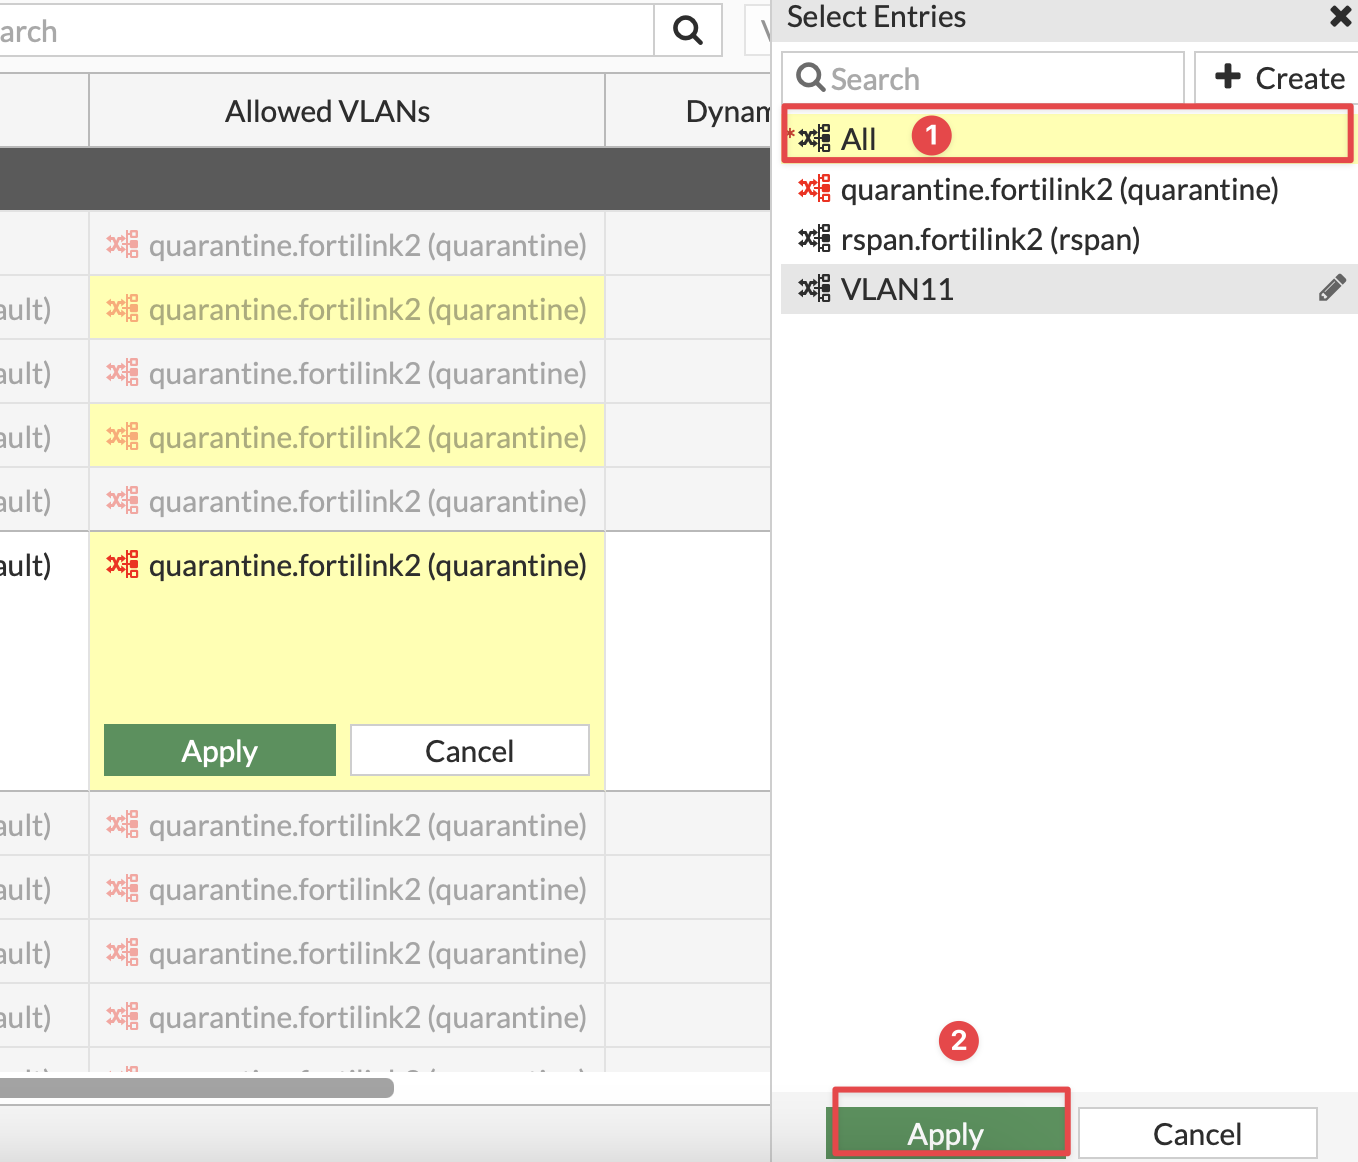 arch
Allowed VLANs
Dynam
quarantine.fortilink2 (quarantine)
ault) quarantine.fortilink2 (quarantine)
ault) quarantine.fortilink2 (quarantine)
ault) quarantine.fortilink2 (quarantine)
ault) quarantine.fortilink2 (quarantine)
ault) quarantine.fortilink2 (quarantine)
Apply Cancel
ault) quarantine.fortilink2 (quarantine)
ault) quarantine.fortilink2 (quarantine)
ault) quarantine.fortilink2 (quarantine)
ault) quarantine.fortilink2 (quarantine)
Select Entries
Search
Create
* All 1
quarantine.fortilink2 (quarantine)
rspan.fortilink2 (rspan)
VLAN11
2
Apply Cancel